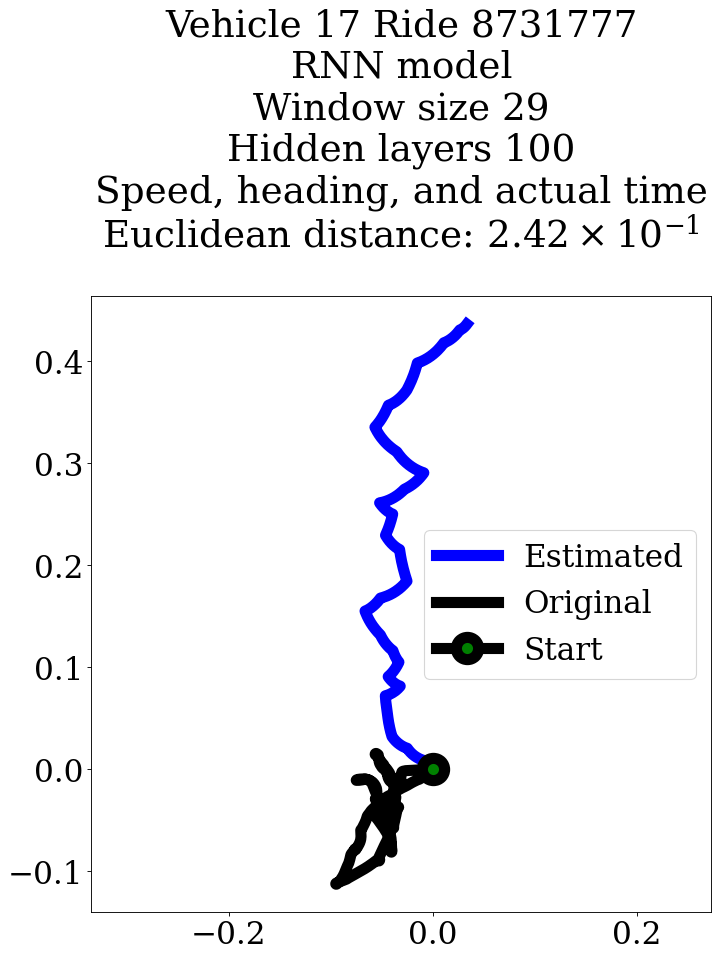 Vehicle 17 Ride 8731777
RNN model
Window size 29
Hidden layers 100
Speed, heading, and actual time
Euclidean distance: 2.42 × 10⁻¹
0.4
0.3
0.2
0.1
0.0
−0.1
Estimated
Original
Start
−0.2 0.0 0.2